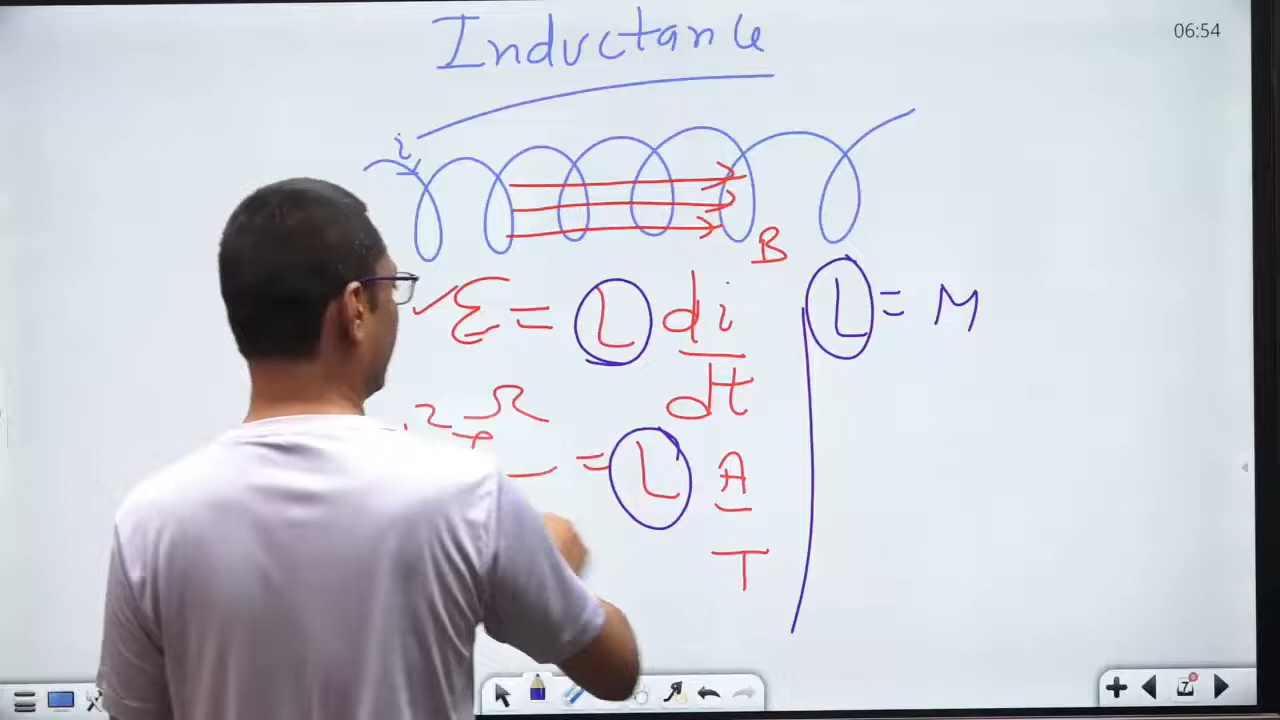 Inductance
06:54
i
B
ε = L di/dt
L = M
= L A/T